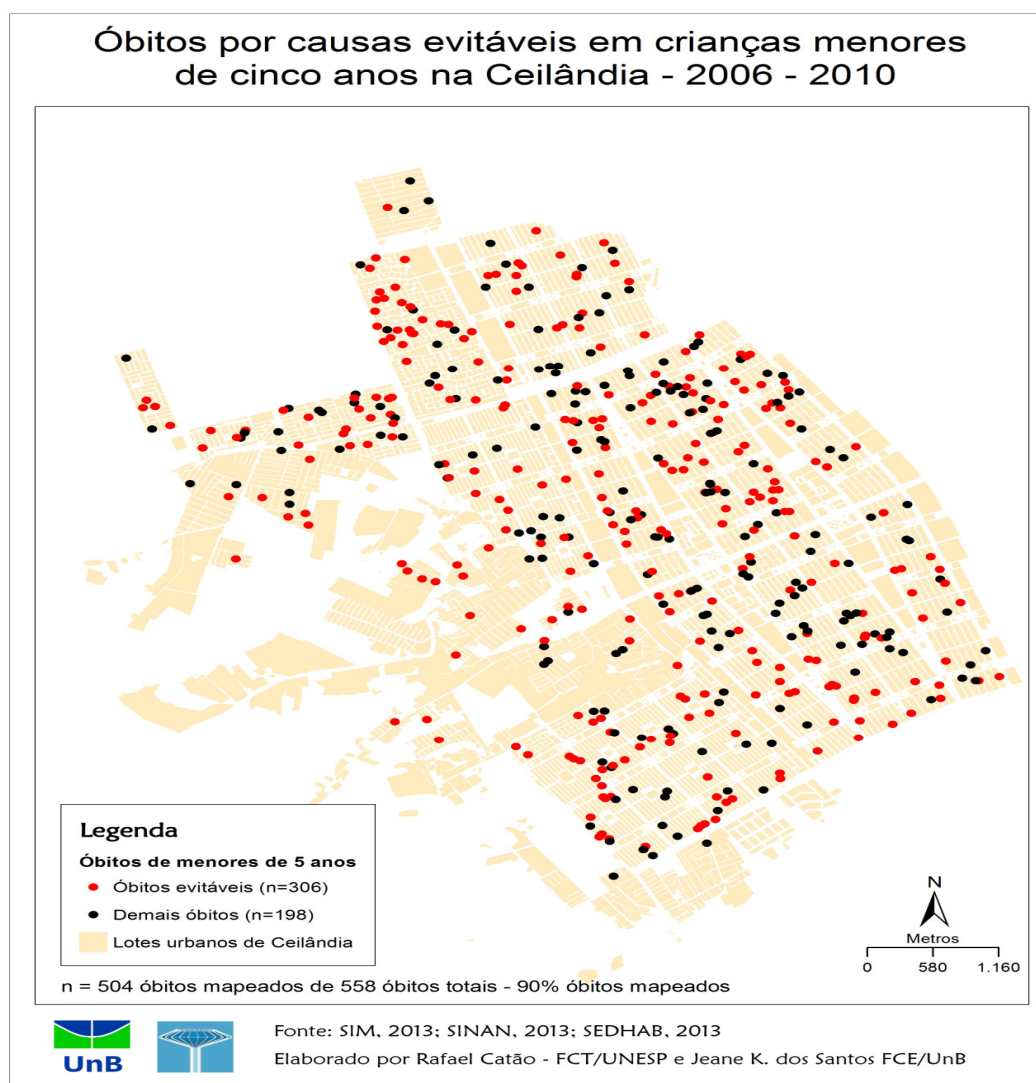 Óbitos por causas evitáveis em crianças menores
de cinco anos na Ceilândia - 2006 - 2010
Legenda
Óbitos de menores de 5 anos
Óbitos evitáveis (n=306)
Demais óbitos (n=198)
Lotes urbanos de Ceilândia
N
Metros
0 580 1.160
n = 504 óbitos mapeados de 558 óbitos totais - 90% óbitos mapeados
UnB
Fonte: SIM, 2013; SINAN, 2013; SEDHAB, 2013
Elaborado por Rafael Catão - FCT/UNESP e Jeane K. dos Santos FCE/UnB